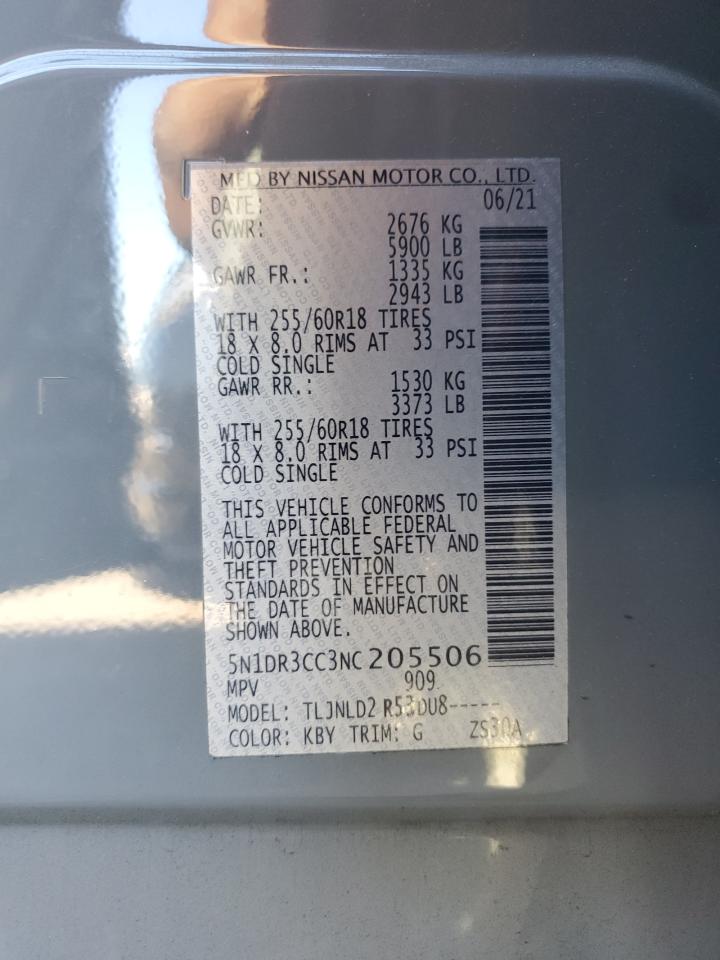 MFD BY NISSAN MOTOR CO., LTD.
DATE: 06/21
GVWR: 2676 KG
5900 LB
GAWR FR.: 1335 KG
2943 LB
WITH 255/60R18 TIRES
18 X 8.0 RIMS AT 33 PSI
COLD SINGLE
GAWR RR.: 1530 KG
3373 LB
WITH 255/60R18 TIRES
18 X 8.0 RIMS AT 33 PSI
COLD SINGLE
THIS VEHICLE CONFORMS TO
ALL APPLICABLE FEDERAL
MOTOR VEHICLE SAFETY AND
THEFT PREVENTION
STANDARDS IN EFFECT ON
THE DATE OF MANUFACTURE
SHOWN ABOVE.
5N1DR3CC3NC205506
MPV 909
MODEL: TLJNLD2 R53DU8-----
COLOR: KBY TRIM: G ZS30A